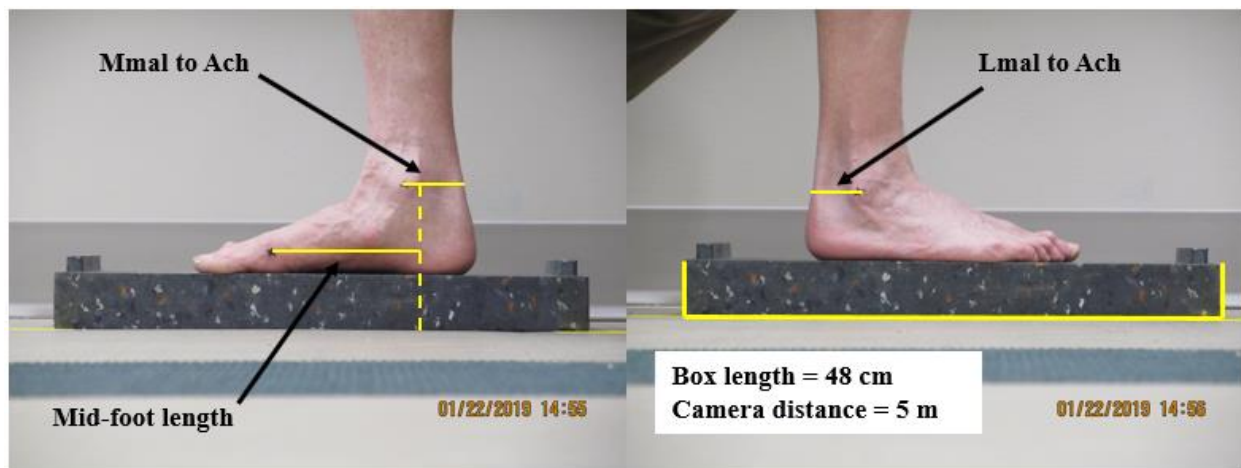 Mmal to Ach
Mid-foot length
01/22/2019 14:55
Lmal to Ach
Box length = 48 cm
Camera distance = 5 m
01/22/2019 14:56